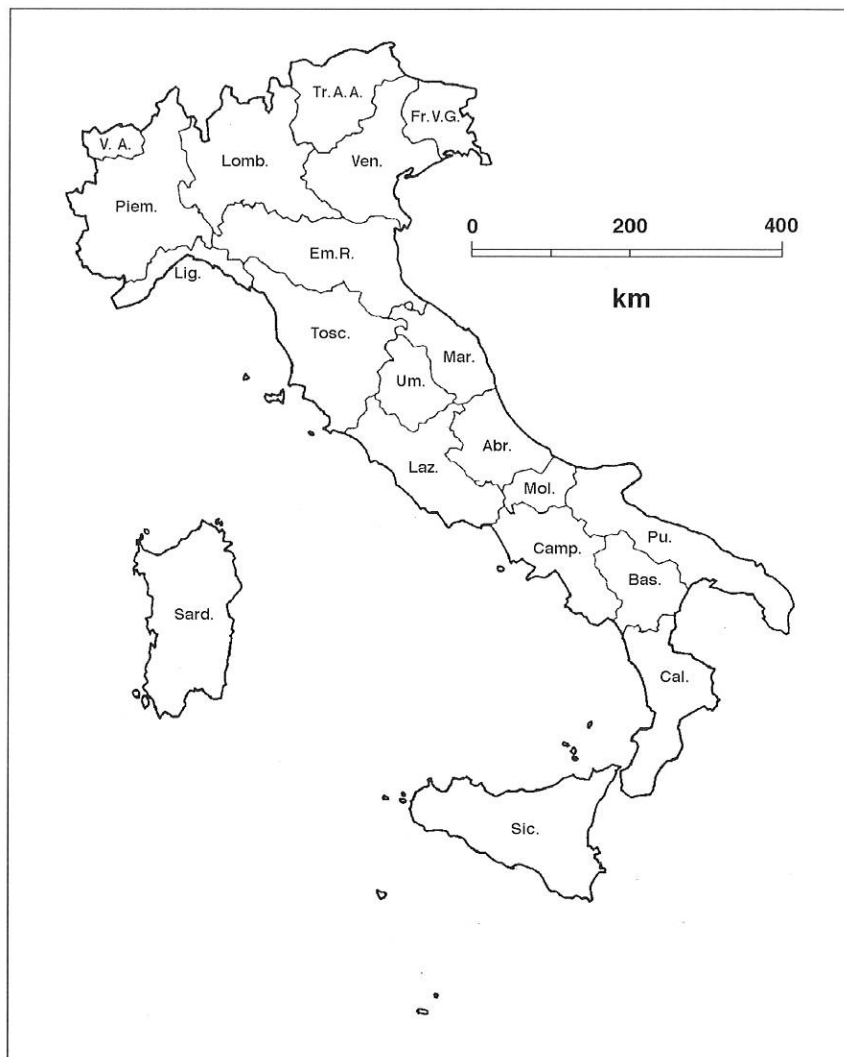 Tr.A.A.
Fr.V.G.
V. A.
Lomb.
Ven.
Piem.
0 200 400
km
Em.R.
Lig.
Tosc.
Mar.
Um.
Abr.
Laz.
Mol.
Pu.
Camp.
Bas.
Sard.
Cal.
Sic.